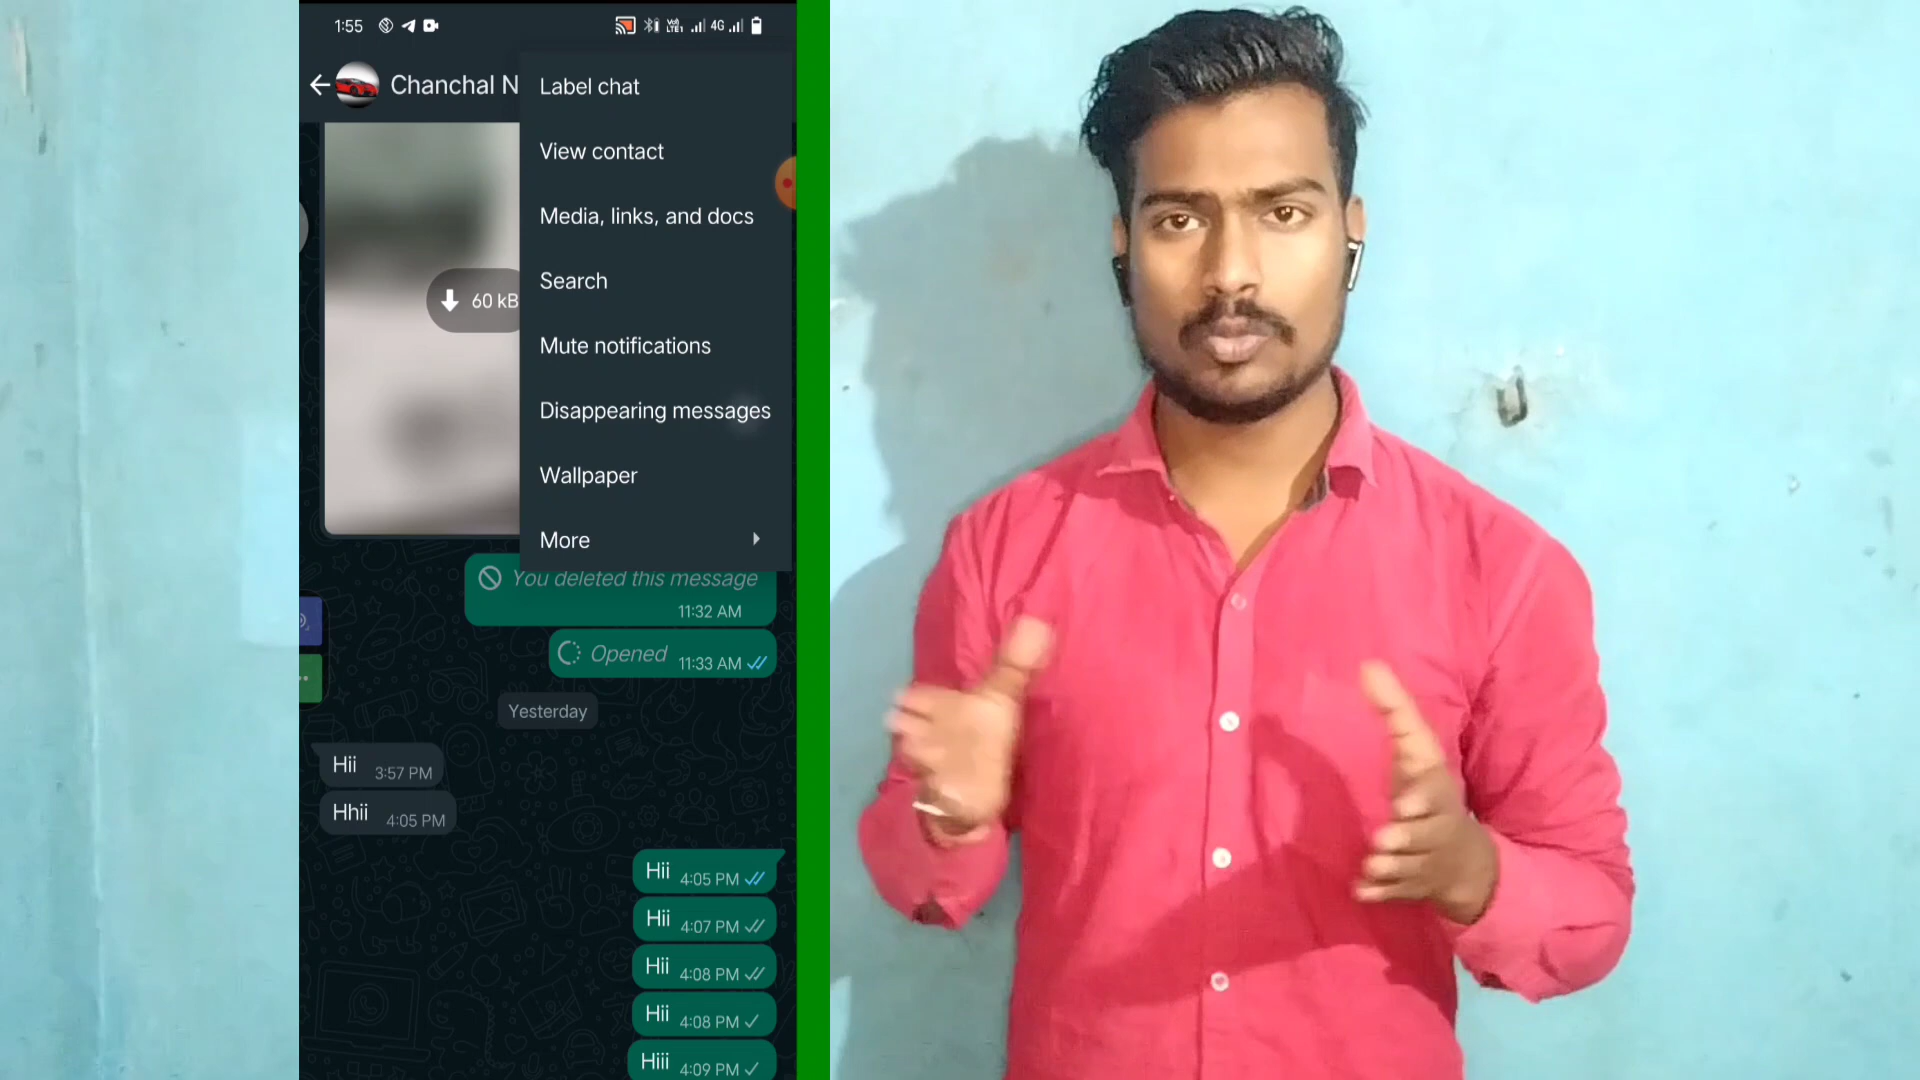 1:55
Vo)
LTE1
4G
Chanchal N
Label chat
View contact
Media, links, and docs
Search
60 kB
Mute notifications
Disappearing messages
Wallpaper
More
You deleted this message
11:32 AM
Opened 11:33 AM
Yesterday
Hii 3:57 PM
Hhii 4:05 PM
Hii 4:05 PM
Hii 4:07 PM
Hii 4:08 PM
Hii 4:08 PM
Hiii 4:09 PM